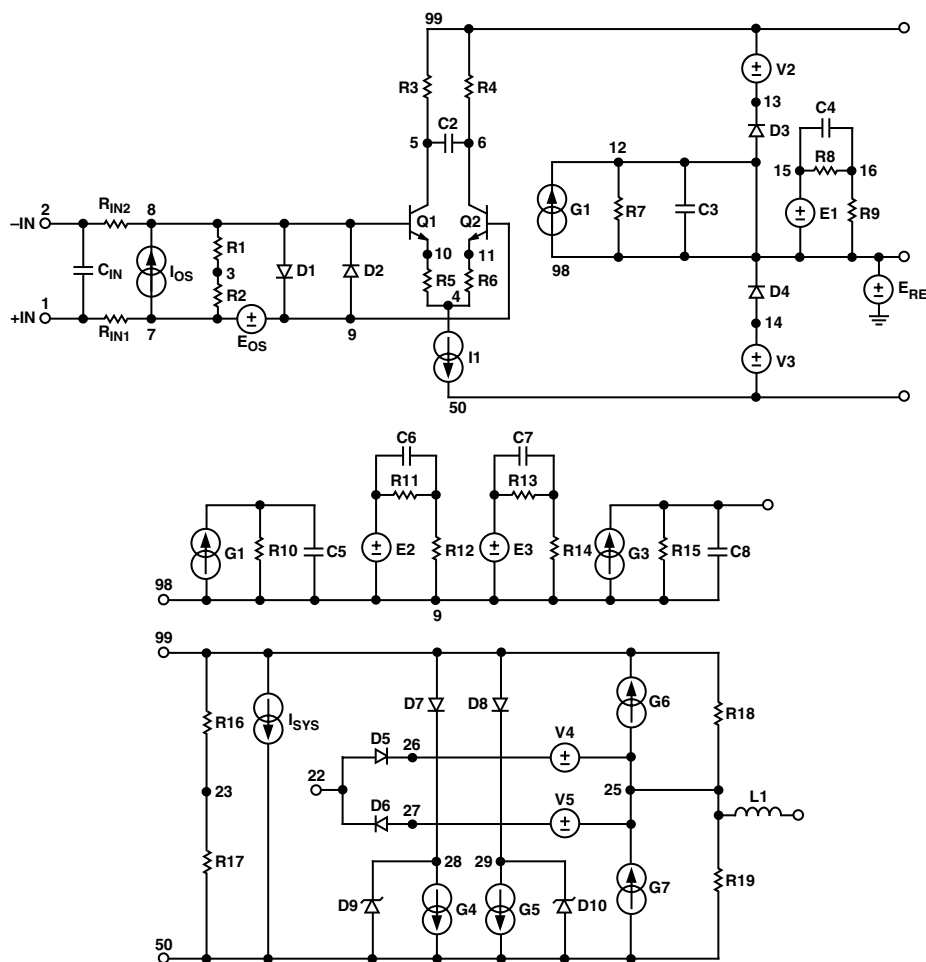 99
R3
R4
V2
13
D3
C4
5
C2
6
12
15
R8
16
2
–IN
RIN2
8
Q1
Q2
G1
R7
C3
E1
R9
R1
IOS
D1
D2
10
11
CIN
3
R5
R6
98
R2
4
D4
ERE
1
+IN
RIN1
7
EOS
9
14
I1
V3
50
C6
C7
R11
R13
G1
R10
C5
E2
R12
E3
R14
G3
R15
C8
98
9
99
D7
D8
G6
R16
ISYS
R18
D5
26
V4
22
25
23
D6
27
V5
L1
R17
28
29
D9
G4
G5
D10
G7
R19
50